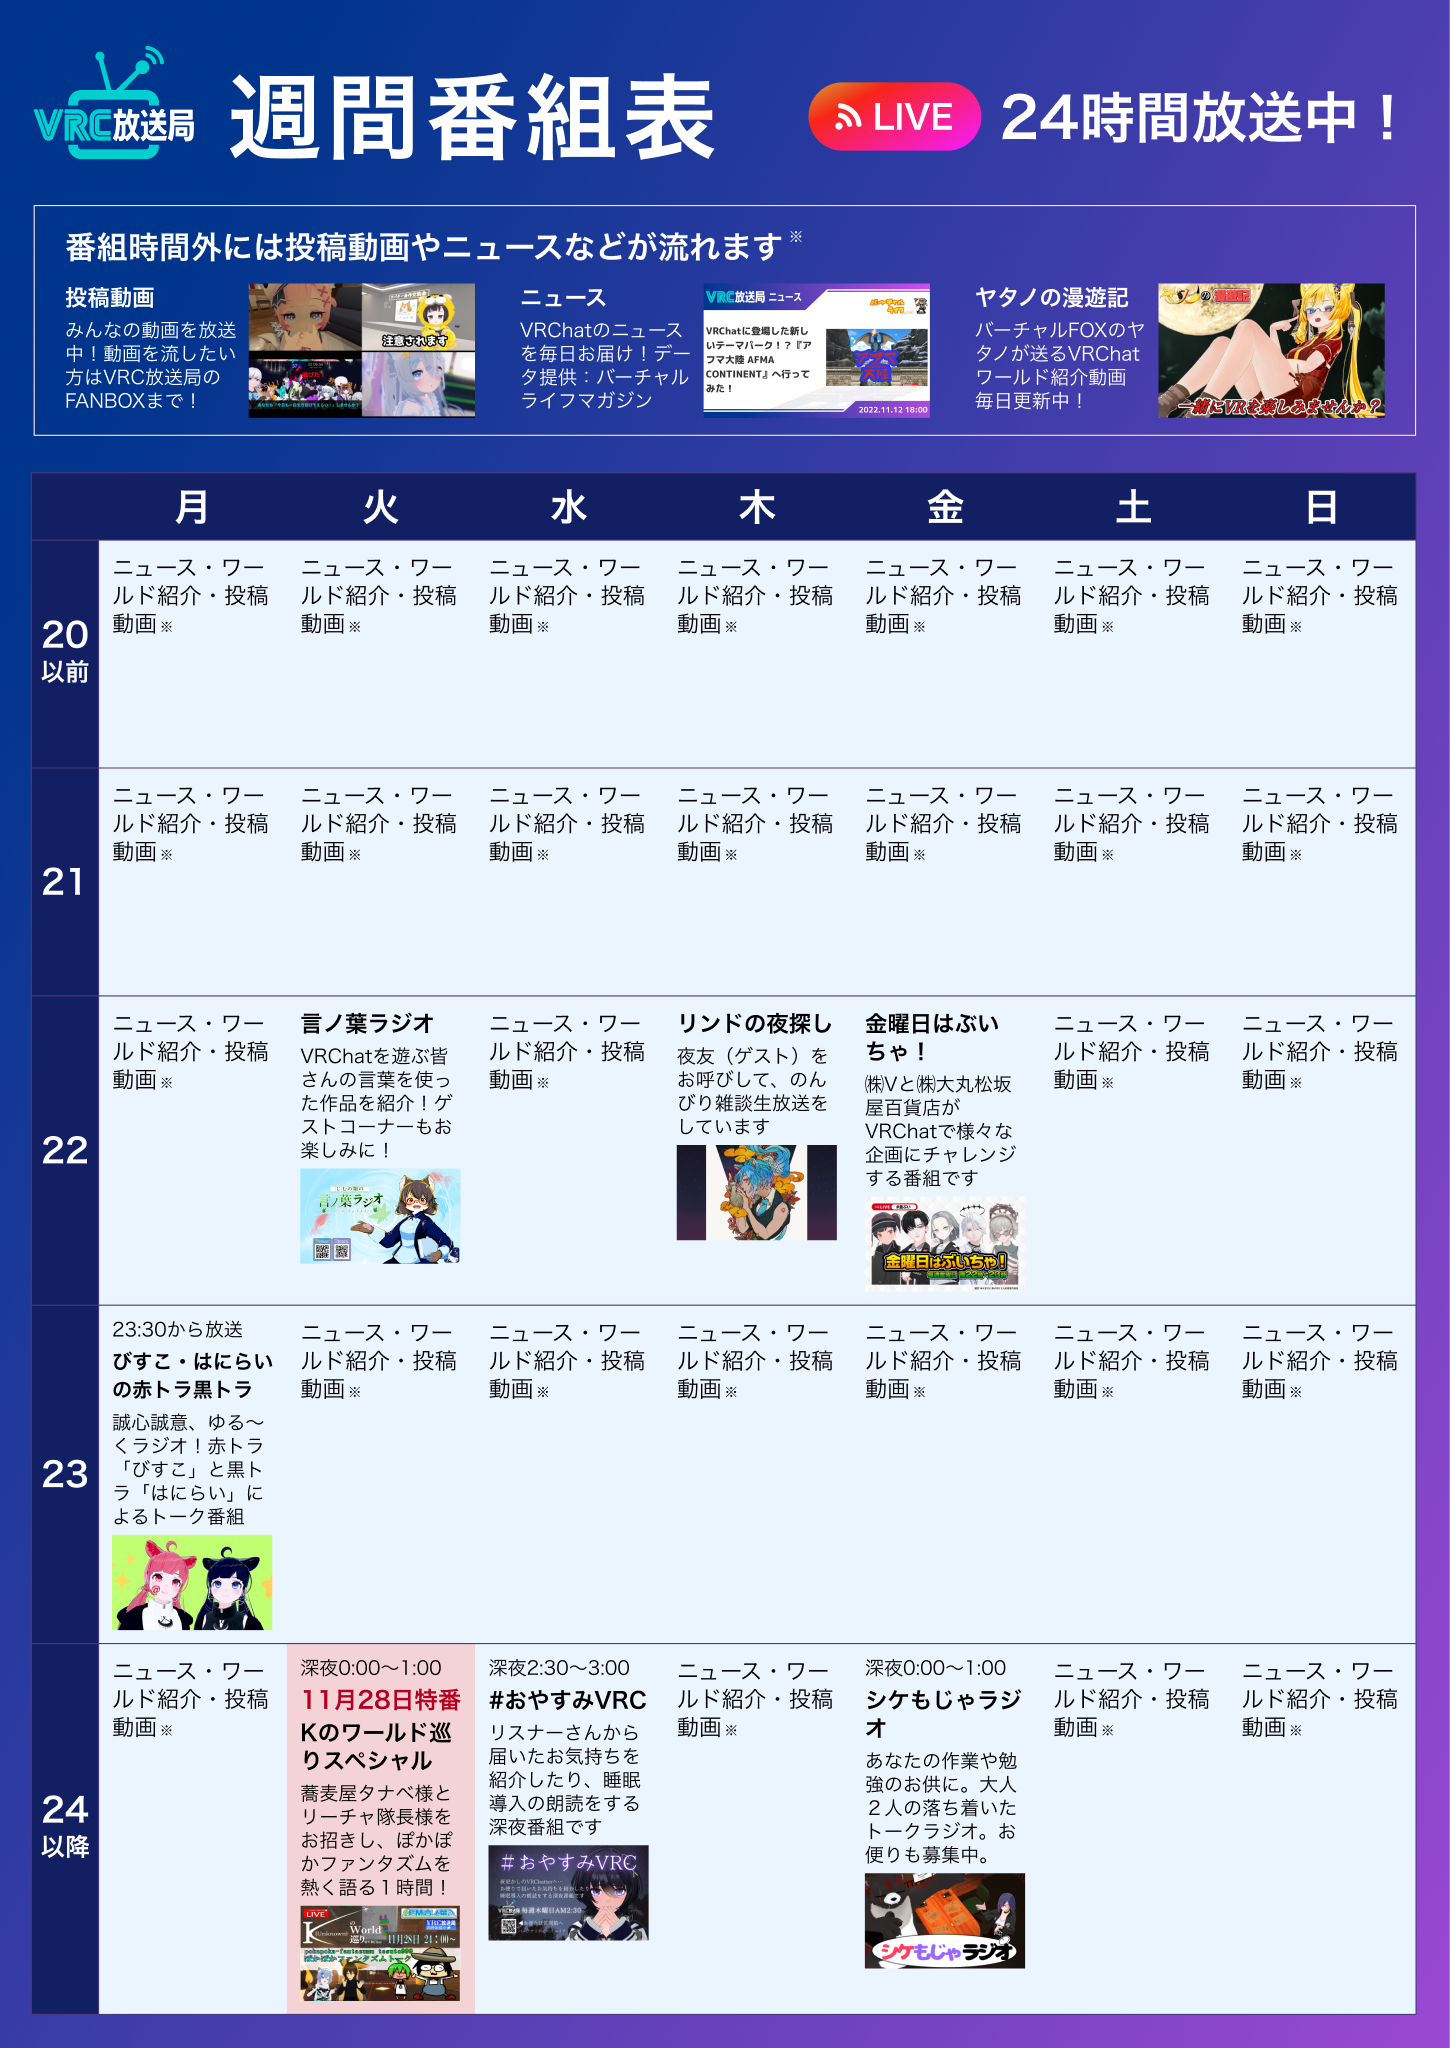 VRC放送局
週間番組表
LIVE
24時間放送中！
番組時間外には投稿動画やニュースなどが流れます※
投稿動画
みんなの動画を放送
中！動画を流したい
方はVRC放送局の
FANBOXまで！
注意されます
ニュース
VRChatのニュース
を毎日お届け！デー
タ提供：バーチャル
ライフマガジン
VRC放送局 ニュース
VRChatに登場した新し
いテーマパーク！？『ア
フマ大陸 AFMA
CONTINENT』へ行って
みた！
アフマ
大陸
2022.11.12 18:00
ヤタノの漫遊記
バーチャルFOXのヤ
タノが送るVRChat
ワールド紹介動画
毎日更新中！
ヤタノの漫遊記
一緒にVRを楽しみませんか？
月 火 水 木 金 土 日
20
以前
ニュース・ワー
ルド紹介・投稿
動画※
ニュース・ワー
ルド紹介・投稿
動画※
ニュース・ワー
ルド紹介・投稿
動画※
ニュース・ワー
ルド紹介・投稿
動画※
ニュース・ワー
ルド紹介・投稿
動画※
ニュース・ワー
ルド紹介・投稿
動画※
ニュース・ワー
ルド紹介・投稿
動画※
21
ニュース・ワー
ルド紹介・投稿
動画※
ニュース・ワー
ルド紹介・投稿
動画※
ニュース・ワー
ルド紹介・投稿
動画※
ニュース・ワー
ルド紹介・投稿
動画※
ニュース・ワー
ルド紹介・投稿
動画※
ニュース・ワー
ルド紹介・投稿
動画※
ニュース・ワー
ルド紹介・投稿
動画※
22
ニュース・ワー
ルド紹介・投稿
動画※
言ノ葉ラジオ
VRChatを遊ぶ皆
さんの言葉を使っ
た作品を紹介！ゲ
ストコーナーもお
楽しみに！
言ノ葉ラジオ
ニュース・ワー
ルド紹介・投稿
動画※
リンドの夜探し
夜友（ゲスト）を
お呼びして、のん
びり雑談生放送を
しています
金曜日はぶい
ちゃ！
㈱Vと㈱大丸松坂
屋百貨店が
VRChatで様々な
企画にチャレンジ
する番組です
金曜日はぶいちゃ！
ニュース・ワー
ルド紹介・投稿
動画※
ニュース・ワー
ルド紹介・投稿
動画※
23
23:30から放送
びすこ・はにらい
の赤トラ黒トラ
誠心誠意、ゆる～
くラジオ！赤トラ
「びすこ」と黒ト
ラ「はにらい」に
よるトーク番組
ニュース・ワー
ルド紹介・投稿
動画※
ニュース・ワー
ルド紹介・投稿
動画※
ニュース・ワー
ルド紹介・投稿
動画※
ニュース・ワー
ルド紹介・投稿
動画※
ニュース・ワー
ルド紹介・投稿
動画※
ニュース・ワー
ルド紹介・投稿
動画※
24
以降
ニュース・ワー
ルド紹介・投稿
動画※
深夜0:00～1:00
11月28日特番
Kのワールド巡
りスペシャル
蕎麦屋タナベ様と
リーチャ隊長様を
お招きし、ぽかぽ
かファンタズムを
熱く語る１時間！
LIVE
K の
(Unknown) World
巡り 11月28日 24：00～
ぽかぽかファンタズムトーク
深夜2:30～3:00
#おやすみVRC
リスナーさんから
届いたお気持ちを
紹介したり、睡眠
導入の朗読をする
深夜番組です
＃おやすみVRC
毎週木曜日AM2:30
ニュース・ワー
ルド紹介・投稿
動画※
深夜0:00～1:00
シケもじゃラジ
オ
あなたの作業や勉
強のお供に。大人
２人の落ち着いた
トークラジオ。お
便りも募集中。
シケもじゃラジオ
ニュース・ワー
ルド紹介・投稿
動画※
ニュース・ワー
ルド紹介・投稿
動画※